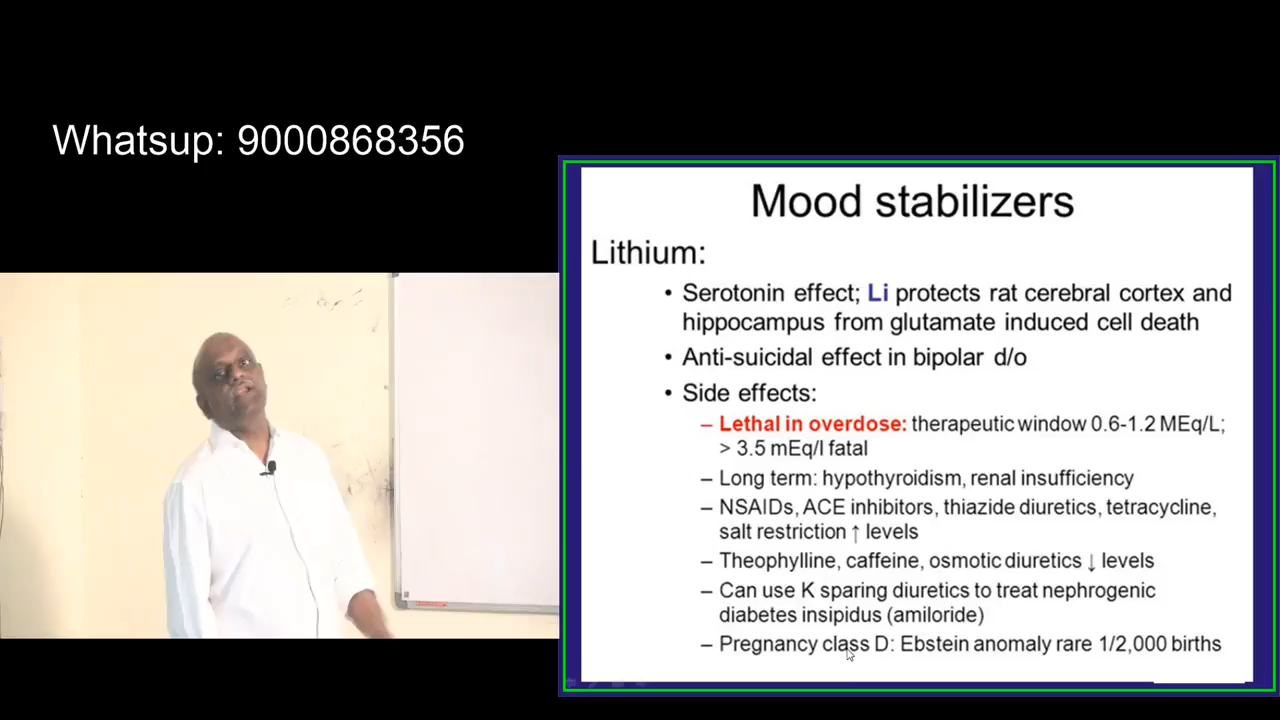 Whatsup: 9000868356
Mood stabilizers
Lithium:
• Serotonin effect; Li protects rat cerebral cortex and
hippocampus from glutamate induced cell death
• Anti-suicidal effect in bipolar d/o
• Side effects:
– Lethal in overdose: therapeutic window 0.6-1.2 MEq/L;
> 3.5 mEq/l fatal
– Long term: hypothyroidism, renal insufficiency
– NSAIDs, ACE inhibitors, thiazide diuretics, tetracycline,
salt restriction ↑ levels
– Theophylline, caffeine, osmotic diuretics ↓ levels
– Can use K sparing diuretics to treat nephrogenic
diabetes insipidus (amiloride)
– Pregnancy class D: Ebstein anomaly rare 1/2,000 births